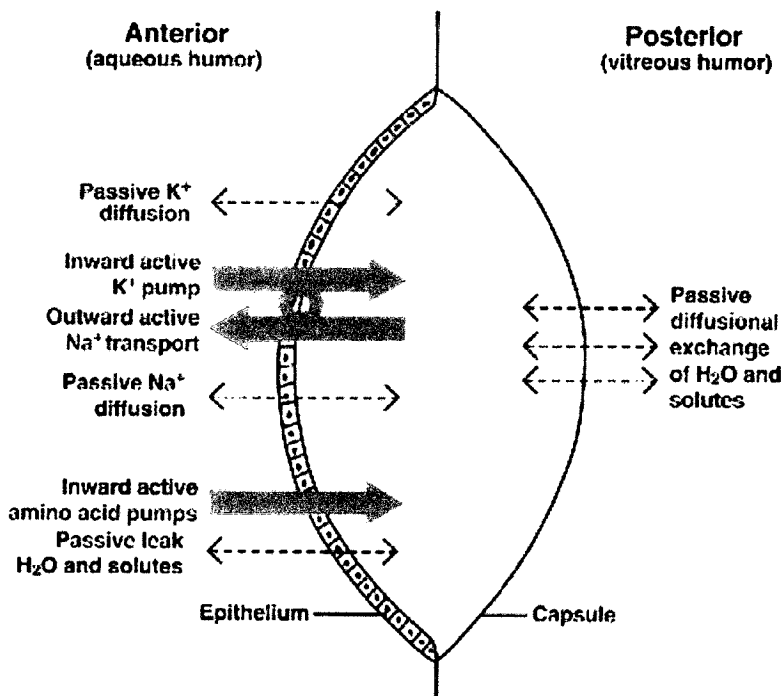 Anterior
(aqueous humor)
Posterior
(vitreous humor)
Passive K⁺
diffusion
Inward active
K⁺ pump
Outward active
Na⁺ transport
Passive Na⁺
diffusion
Inward active
amino acid pumps
Passive leak
H₂O and solutes
Passive
diffusional
exchange
of H₂O and
solutes
Epithelium
Capsule